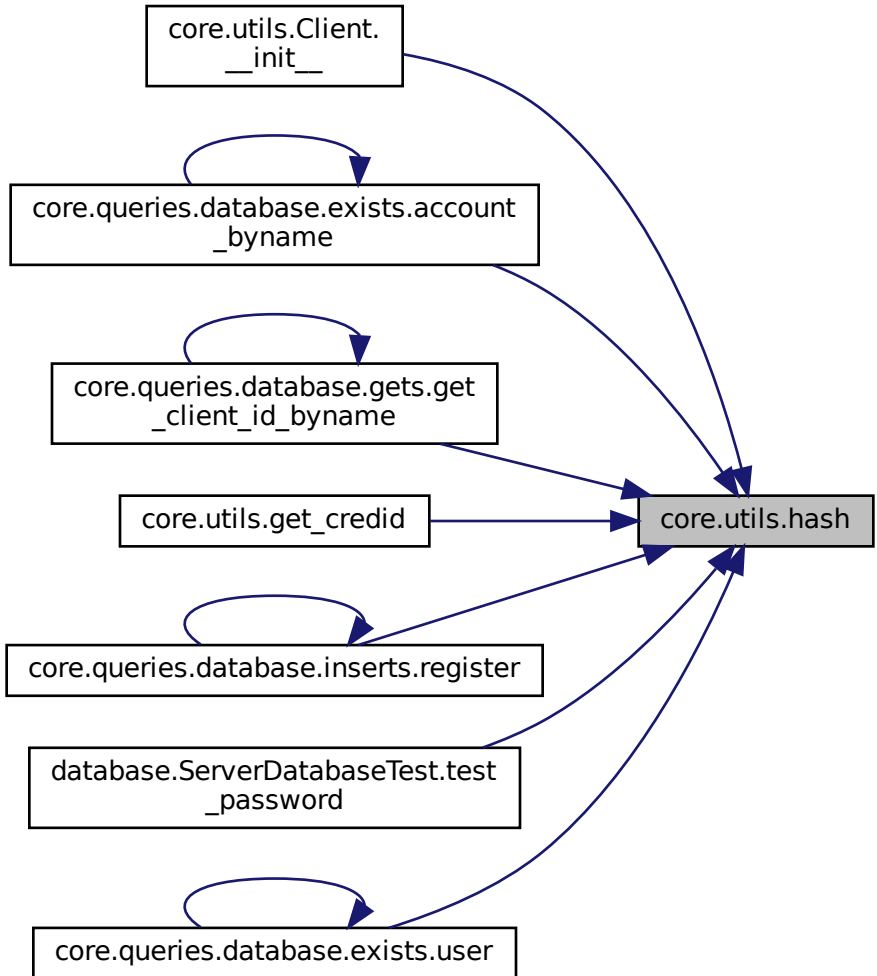 core.utils.Client.
__init__
core.queries.database.exists.account
_byname
core.queries.database.gets.get
_client_id_byname
core.utils.get_credid
core.utils.hash
core.queries.database.inserts.register
database.ServerDatabaseTest.test
_password
core.queries.database.exists.user